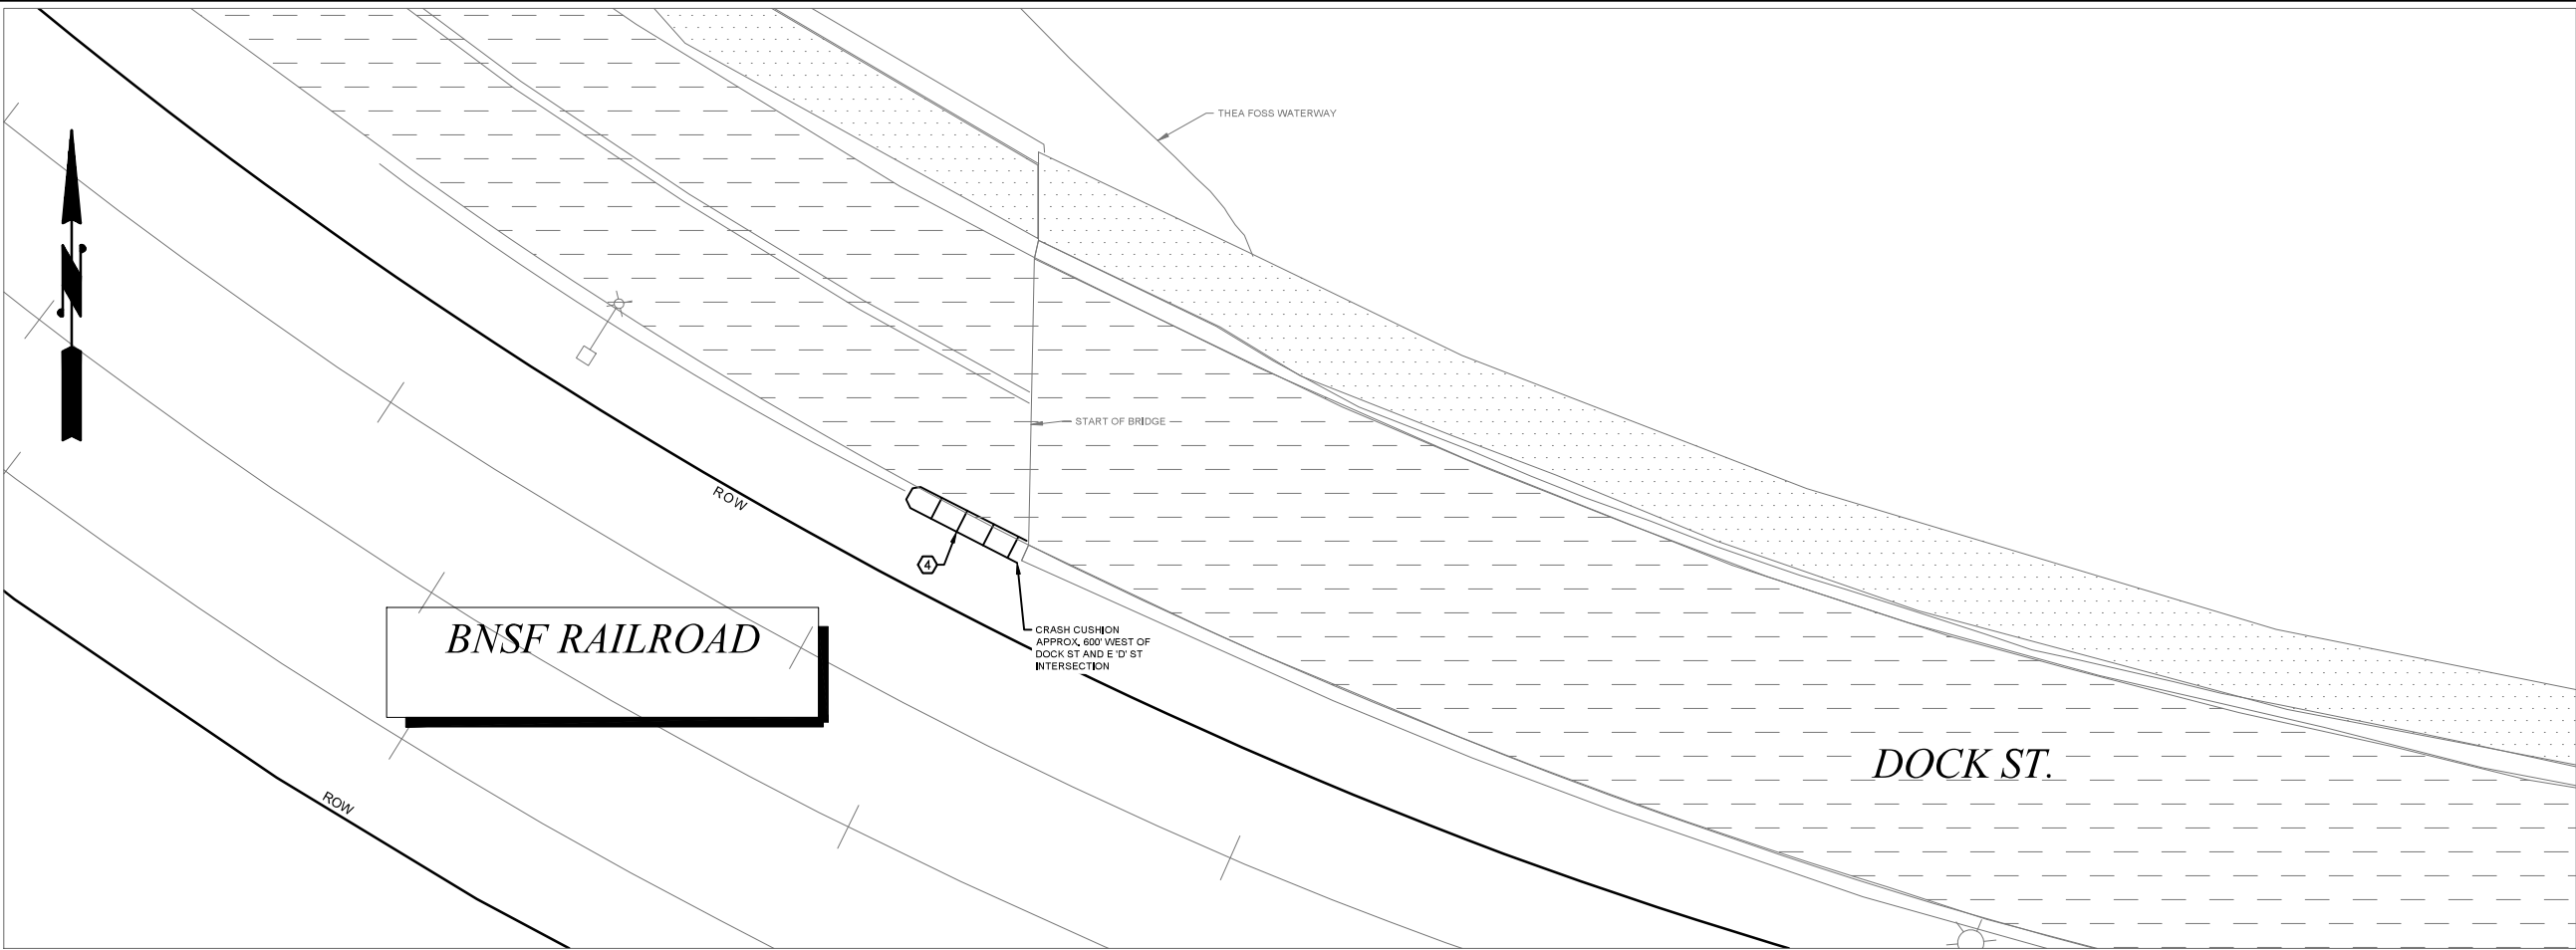 THEA FOSS WATERWAY
START OF BRIDGE
ROW
4
CRASH CUSHION
APPROX. 600' WEST OF
DOCK ST AND E 'D' ST
INTERSECTION
BNSF RAILROAD
DOCK ST.
ROW
N